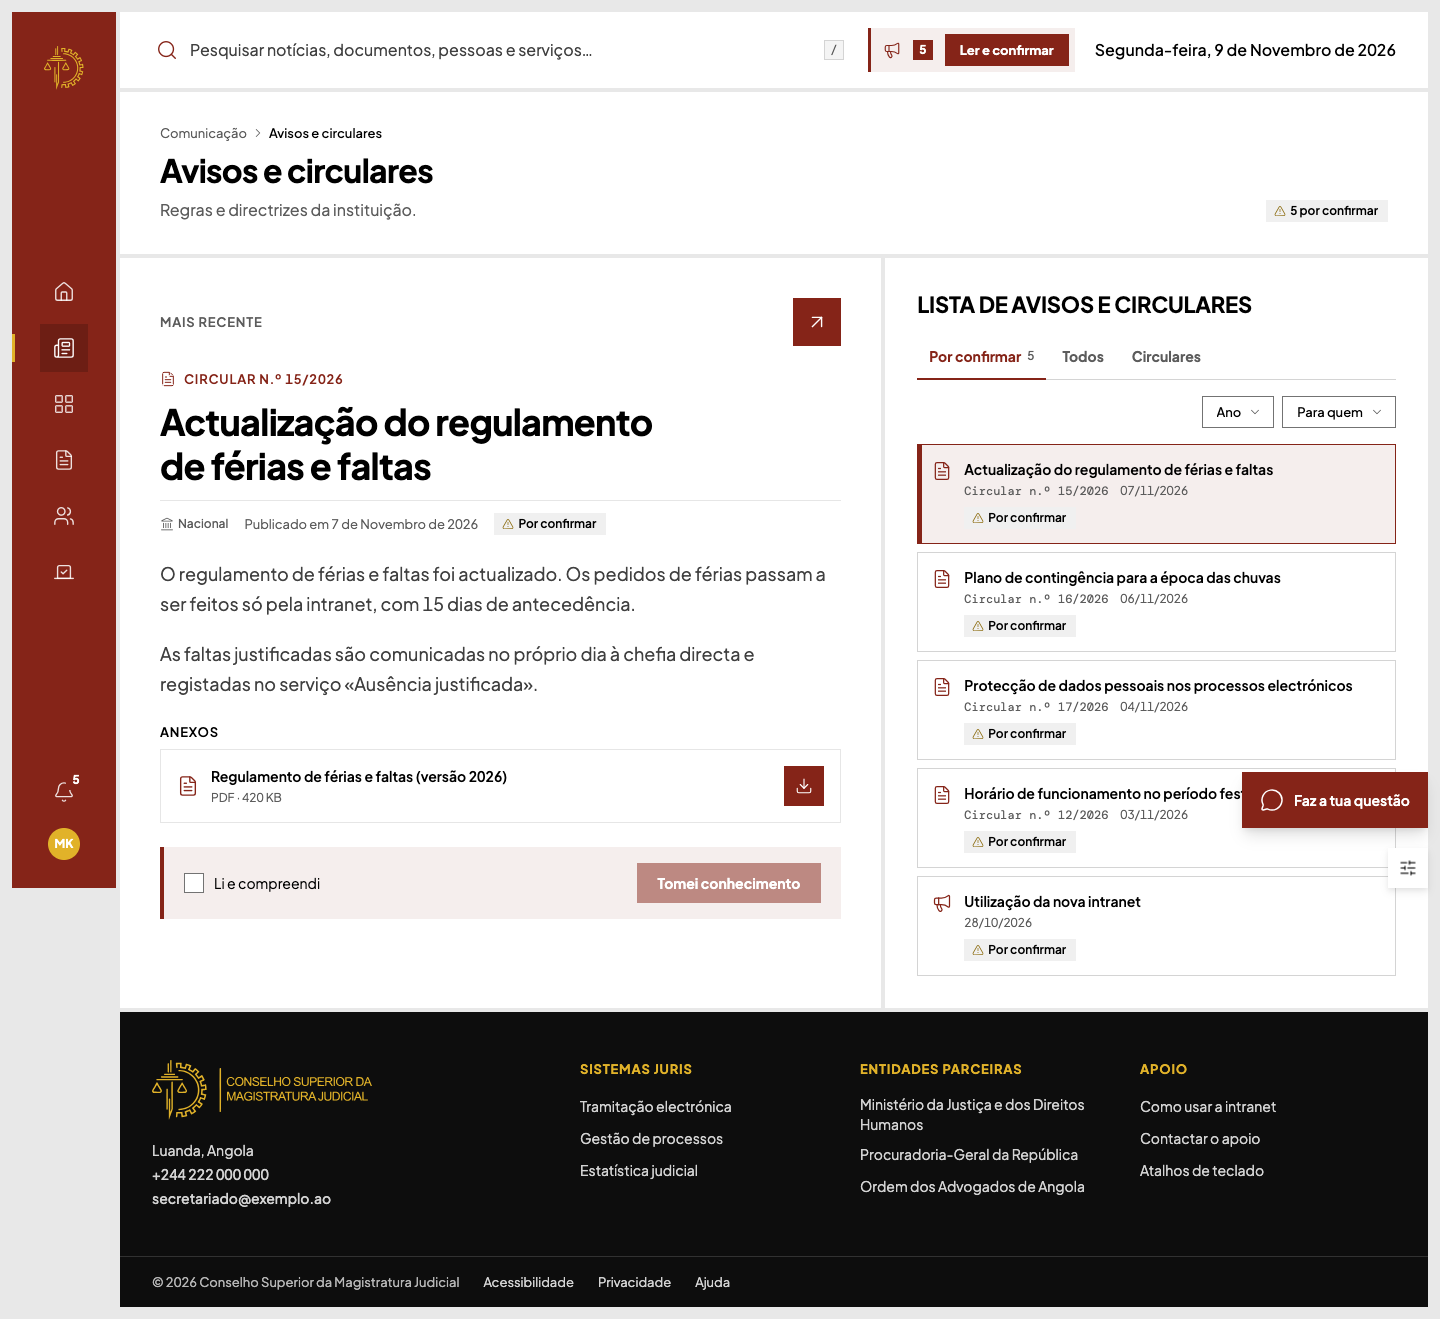 Pesquisar notícias, documentos, pessoas e serviços...
/
5
Ler e confirmar
Segunda-feira, 9 de Novembro de 2026
Comunicação
Avisos e circulares
Avisos e circulares
Regras e directrizes da instituição.
5 por confirmar
MAIS RECENTE
CIRCULAR N.º 15/2026
Actualização do regulamento
de férias e faltas
Nacional
Publicado em 7 de Novembro de 2026
Por confirmar
O regulamento de férias e faltas foi actualizado. Os pedidos de férias passam a
ser feitos só pela intranet, com 15 dias de antecedência.
As faltas justificadas são comunicadas no próprio dia à chefia directa e
registadas no serviço «Ausência justificada».
ANEXOS
Regulamento de férias e faltas (versão 2026)
PDF · 420 KB
Li e compreendi
Tomei conhecimento
LISTA DE AVISOS E CIRCULARES
Por confirmar 5
Todos
Circulares
Ano
Para quem
Actualização do regulamento de férias e faltas
Circular n.º 15/2026 07/11/2026
Por confirmar
Plano de contingência para a época das chuvas
Circular n.º 16/2026 06/11/2026
Por confirmar
Protecção de dados pessoais nos processos electrónicos
Circular n.º 17/2026 04/11/2026
Por confirmar
Horário de funcionamento no período
Circular n.º 12/2026 03/11/2026
Por confirmar
Faz a tua questão
Utilização da nova intranet
28/10/2026
Por confirmar
5
MK
CONSELHO SUPERIOR DA
MAGISTRATURA JUDICIAL
Luanda, Angola
+244 222 000 000
secretariado@exemplo.ao
SISTEMAS JURIS
Tramitação electrónica
Gestão de processos
Estatística judicial
ENTIDADES PARCEIRAS
Ministério da Justiça e dos Direitos
Humanos
Procuradoria-Geral da República
Ordem dos Advogados de Angola
APOIO
Como usar a intranet
Contactar o apoio
Atalhos de teclado
© 2026 Conselho Superior da Magistratura Judicial
Acessibilidade
Privacidade
Ajuda